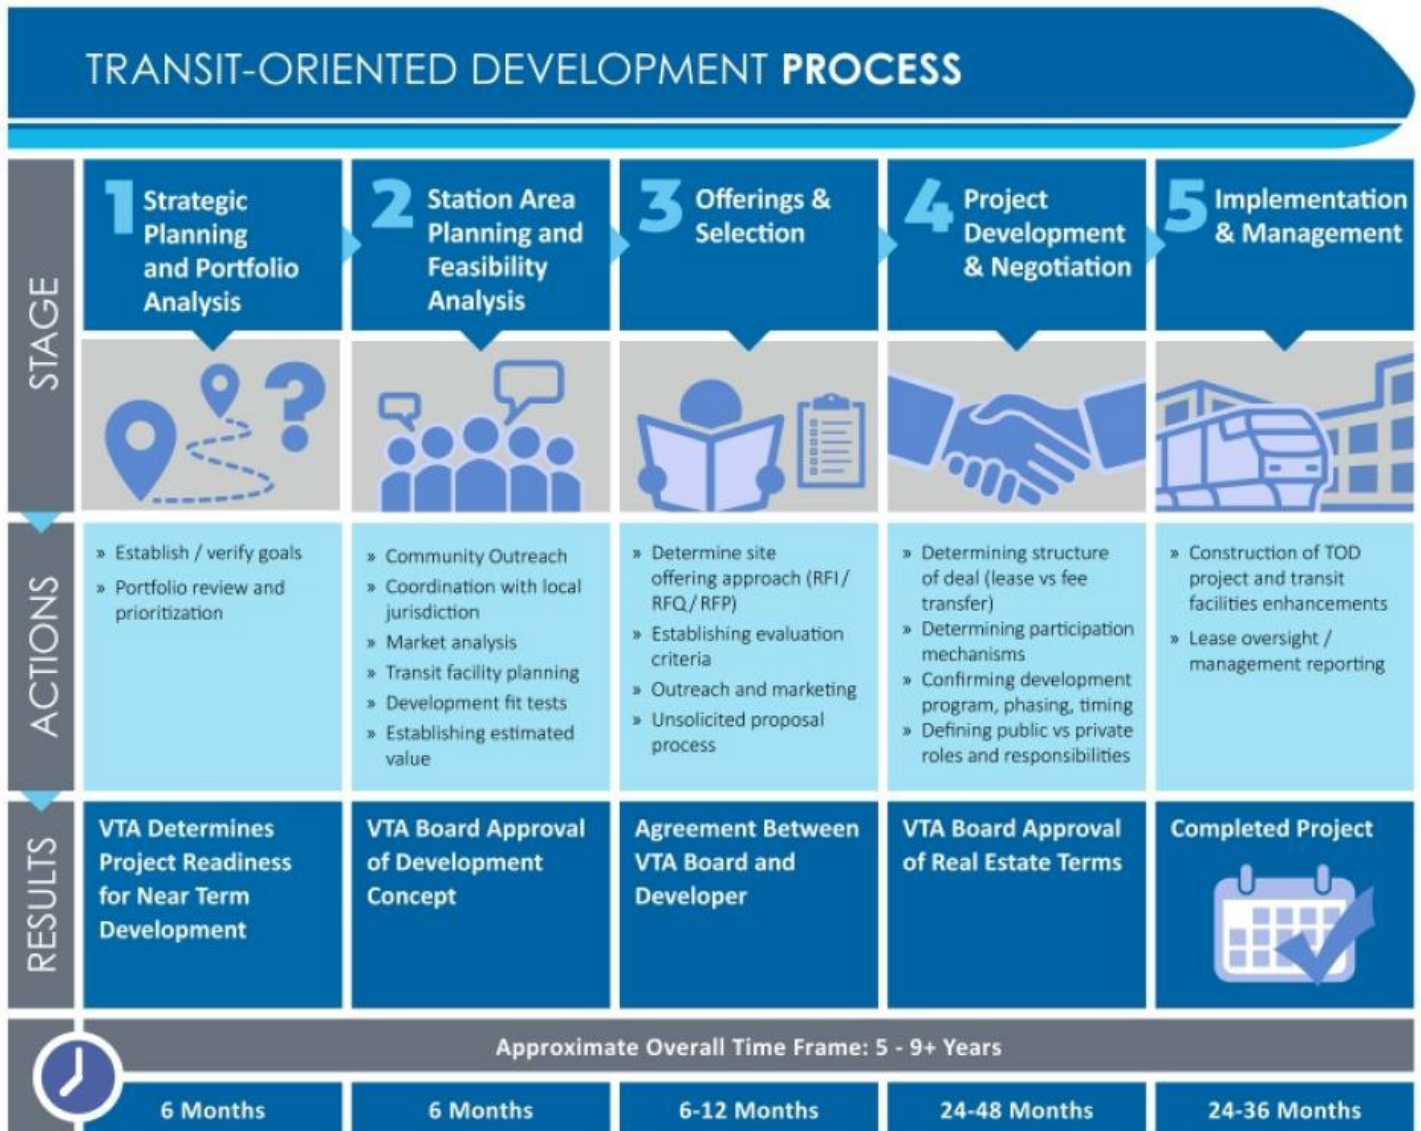 TRANSIT-ORIENTED DEVELOPMENT PROCESS
STAGE
1 Strategic
Planning
and Portfolio
Analysis
2 Station Area
Planning and
Feasibility
Analysis
3 Offerings &
Selection
4 Project
Development
& Negotiation
5 Implementation
& Management
ACTIONS
» Establish / verify goals
» Portfolio review and
prioritization
» Community Outreach
» Coordination with local
jurisdiction
» Market analysis
» Transit facility planning
» Development fit tests
» Establishing estimated
value
» Determine site
offering approach (RFI/
RFQ/RFP)
» Establishing evaluation
criteria
» Outreach and marketing
» Unsolicited proposal
process
» Determining structure
of deal (lease vs fee
transfer)
» Determining participation
mechanisms
» Confirming development
program, phasing, timing
» Defining public vs private
roles and responsibilities
» Construction of TOD
project and transit
facilities enhancements
» Lease oversight /
management reporting
RESULTS
VTA Determines
Project Readiness
for Near Term
Development
VTA Board Approval
of Development
Concept
Agreement Between
VTA Board and
Developer
VTA Board Approval
of Real Estate Terms
Completed Project
Approximate Overall Time Frame: 5 - 9+ Years
6 Months
6 Months
6-12 Months
24-48 Months
24-36 Months